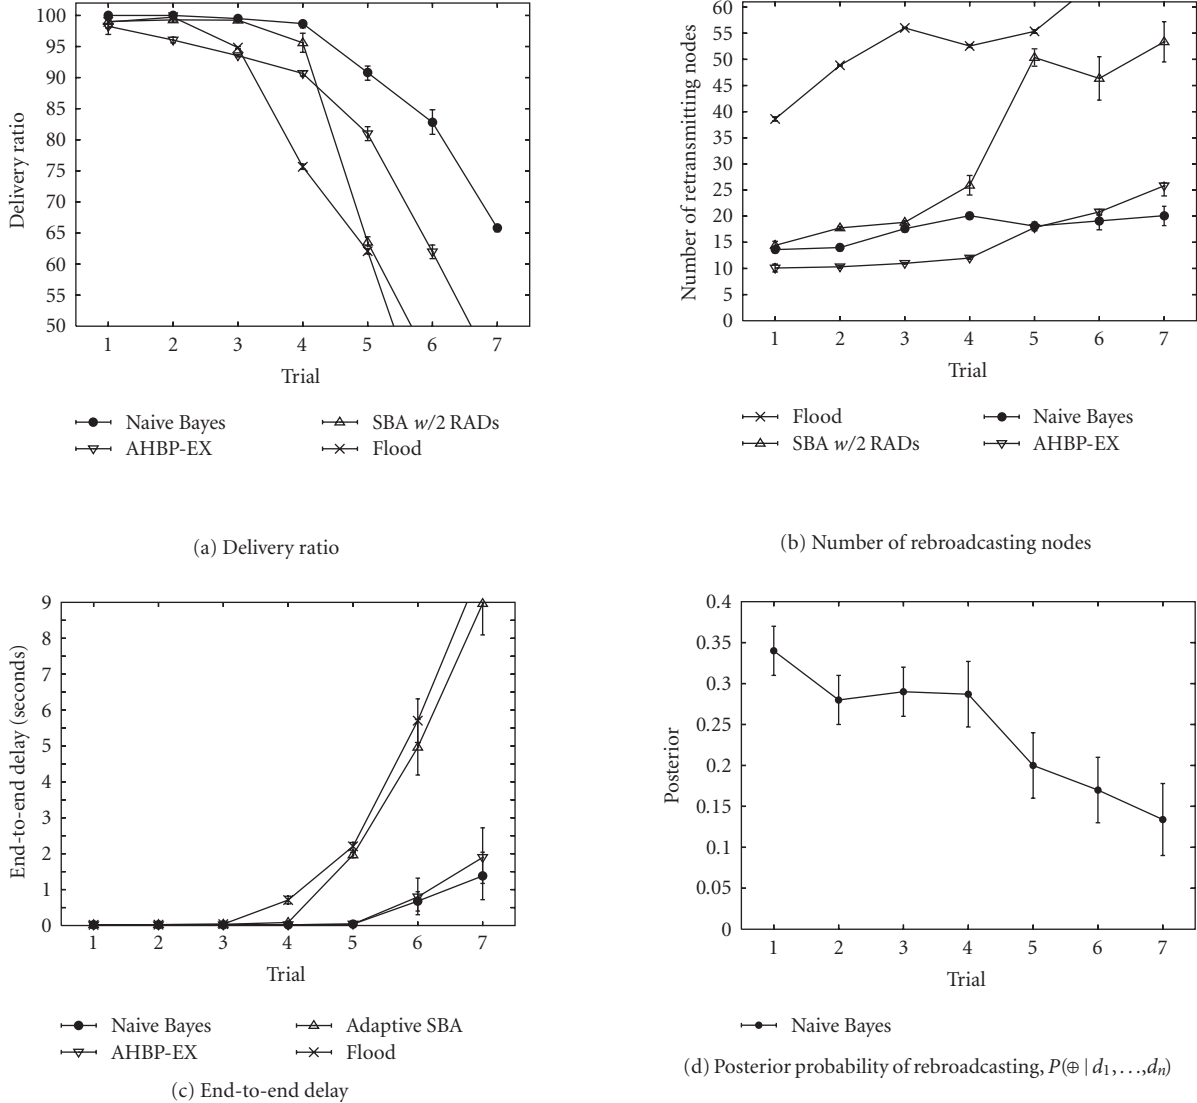 100
95
90
85
80
75
70
65
60
55
50
Delivery ratio
1 2 3 4 5 6 7
Trial
Naive Bayes
AHBP-EX
SBA w/2 RADs
Flood
(a) Delivery ratio
60
55
50
45
40
35
30
25
20
15
10
5
0
Number of retransmitting nodes
1 2 3 4 5 6 7
Trial
Flood
SBA w/2 RADs
Naive Bayes
AHBP-EX
(b) Number of rebroadcasting nodes
9
8
7
6
5
4
3
2
1
0
End-to-end delay (seconds)
1 2 3 4 5 6 7
Trial
Naive Bayes
AHBP-EX
Adaptive SBA
Flood
(c) End-to-end delay
0.4
0.35
0.3
0.25
0.2
0.15
0.1
0.05
0
Posterior
1 2 3 4 5 6 7
Trial
Naive Bayes
(d) Posterior probability of rebroadcasting, P(⊕ | d1,...,dn)